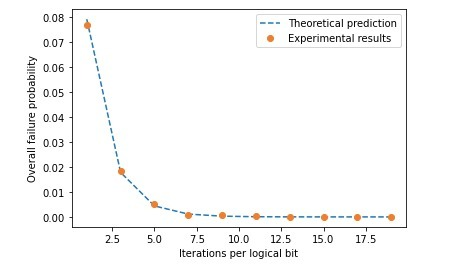 Theoretical prediction
Experimental results
0.08
0.07
0.06
0.05
0.04
0.03
0.02
0.01
0.00
Overall failure probability
2.5 5.0 7.5 10.0 12.5 15.0 17.5
Iterations per logical bit